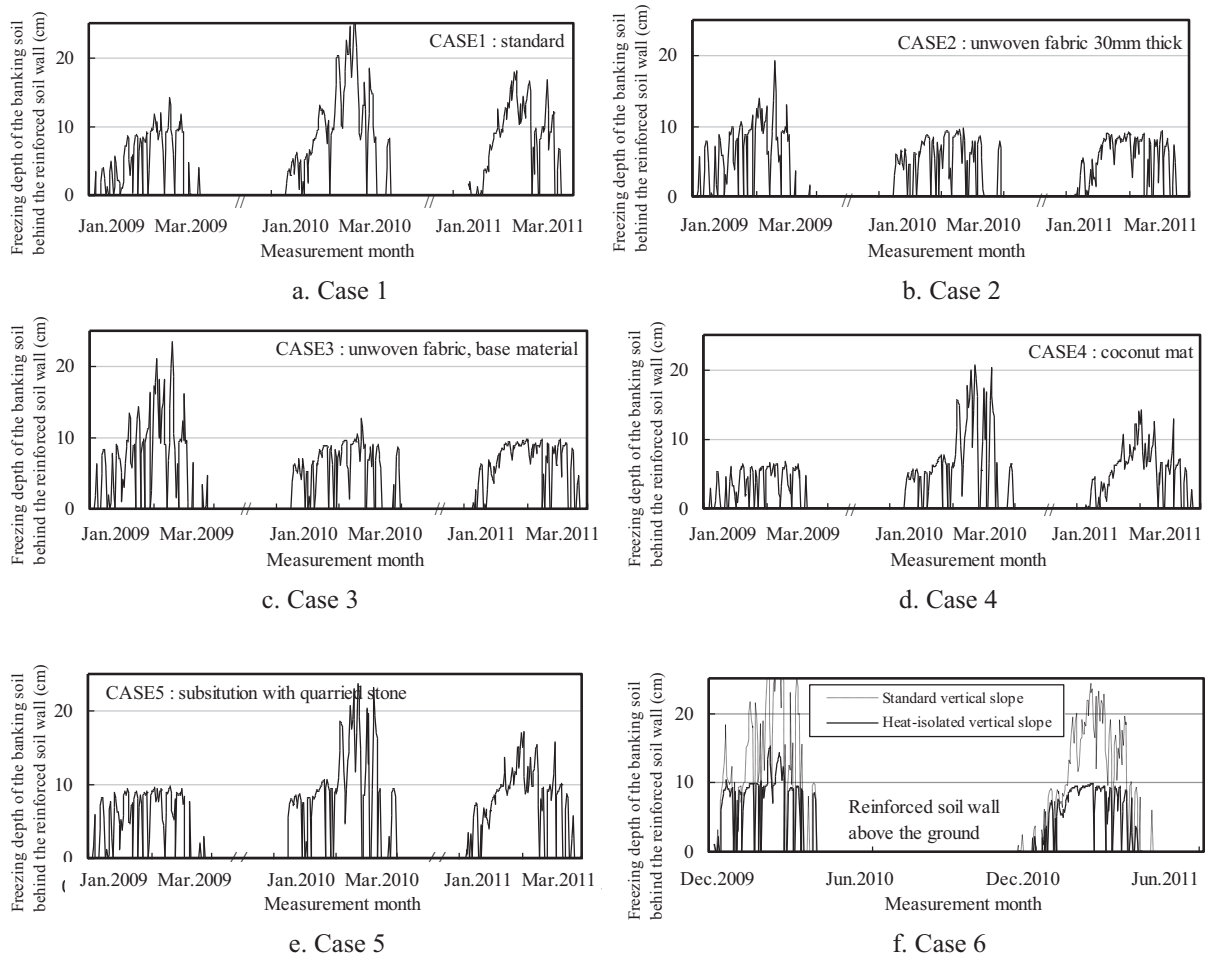 Freezing depth of the banking soil
behind the reinforced soil wall (cm)
CASE1 : standard
20
10
0
Jan.2009 Mar.2009 // Jan.2010 Mar.2010 // Jan.2011 Mar.2011
Measurement month
a. Case 1
Freezing depth of the banking soil
behind the reinforced soil wall (cm)
CASE2 : unwoven fabric 30mm thick
20
10
0
Jan.2009 Mar.2009 // Jan.2010 Mar.2010 // Jan.2011 Mar.2011
Measurement month
b. Case 2
Freezing depth of the banking soil
behind the reinforced soil wall (cm)
CASE3 : unwoven fabric, base material
20
10
0
Jan.2009 Mar.2009 // Jan.2010 Mar.2010 // Jan.2011 Mar.2011
Measurement month
c. Case 3
Freezing depth of the banking soil
behind the reinforced soil wall (cm)
CASE4 : coconut mat
20
10
0
Jan.2009 Mar.2009 // Jan.2010 Mar.2010 // Jan.2011 Mar.2011
Measurement month
d. Case 4
Freezing depth of the banking soil
behind the reinforced soil wall (cm)
CASE5 : subsitution with quarried stone
20
10
0
Jan.2009 Mar.2009 // Jan.2010 Mar.2010 // Jan.2011 Mar.2011
Measurement month
e. Case 5
Freezing depth of the banking soil
behind the reinforced soil wall (cm)
Standard vertical slope
Heat-isolated vertical slope
20
10
0
Reinforced soil wall
above the ground
Dec.2009 Jun.2010 Dec.2010 Jun.2011
Measurement month
f. Case 6